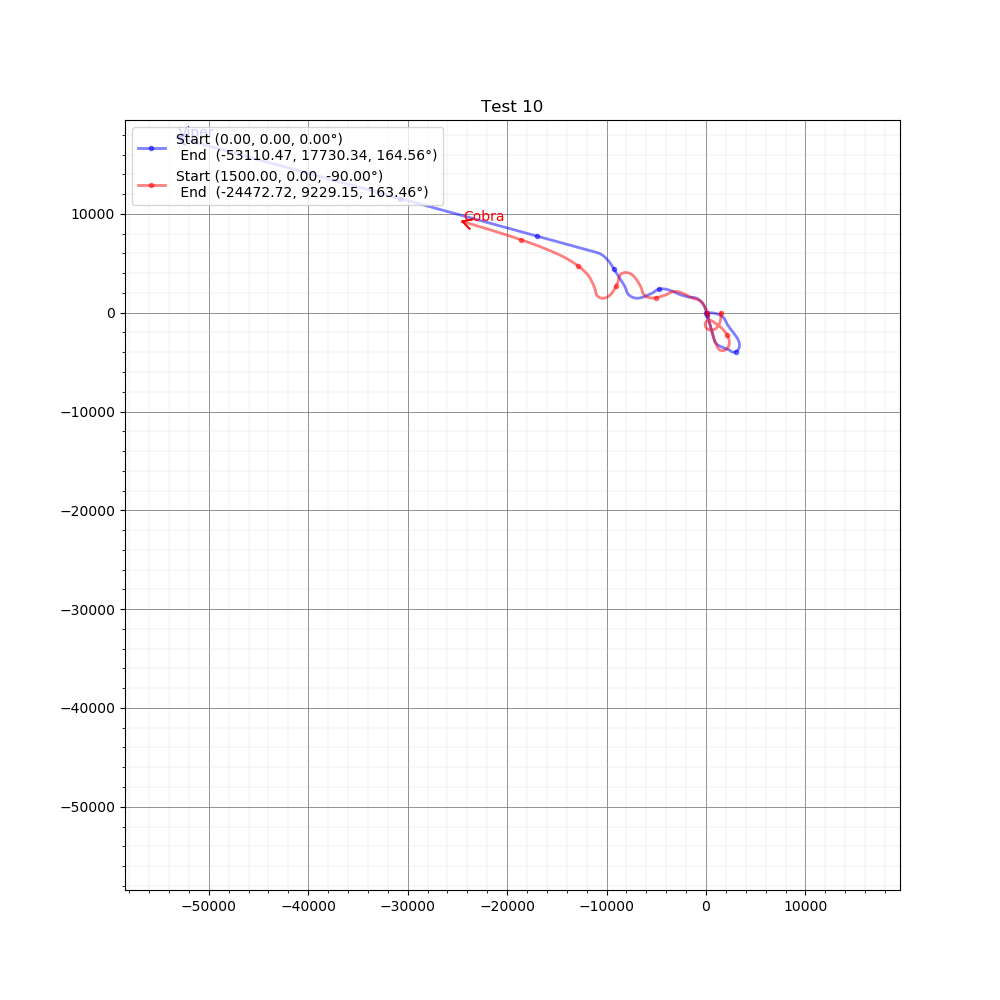 Test 10
Viper
Start (0.00, 0.00, 0.00°)
End  (-53110.47, 17730.34, 164.56°)
Start (1500.00, 0.00, -90.00°)
End  (-24472.72, 9229.15, 163.46°)
Cobra
10000
0
−10000
−20000
−30000
−40000
−50000
−50000 −40000 −30000 −20000 −10000 0 10000